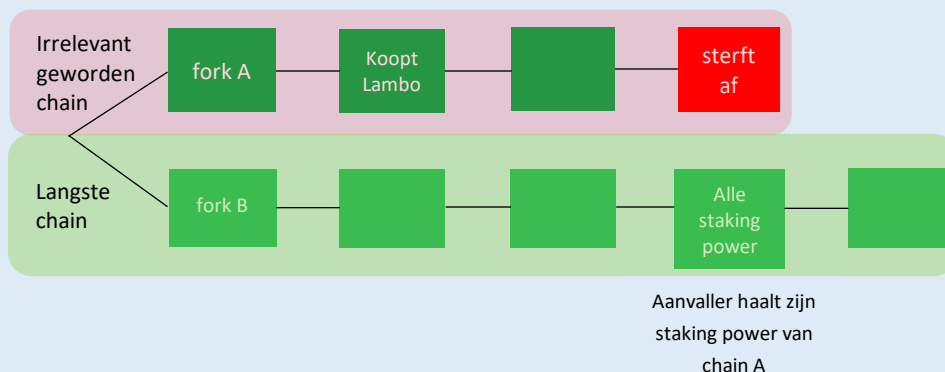 Irrelevant
geworden
chain
fork A
Koopt
Lambo
sterft
af
Langste
chain
fork B
Alle
staking
power
Aanvaller haalt zijn
staking power van
chain A